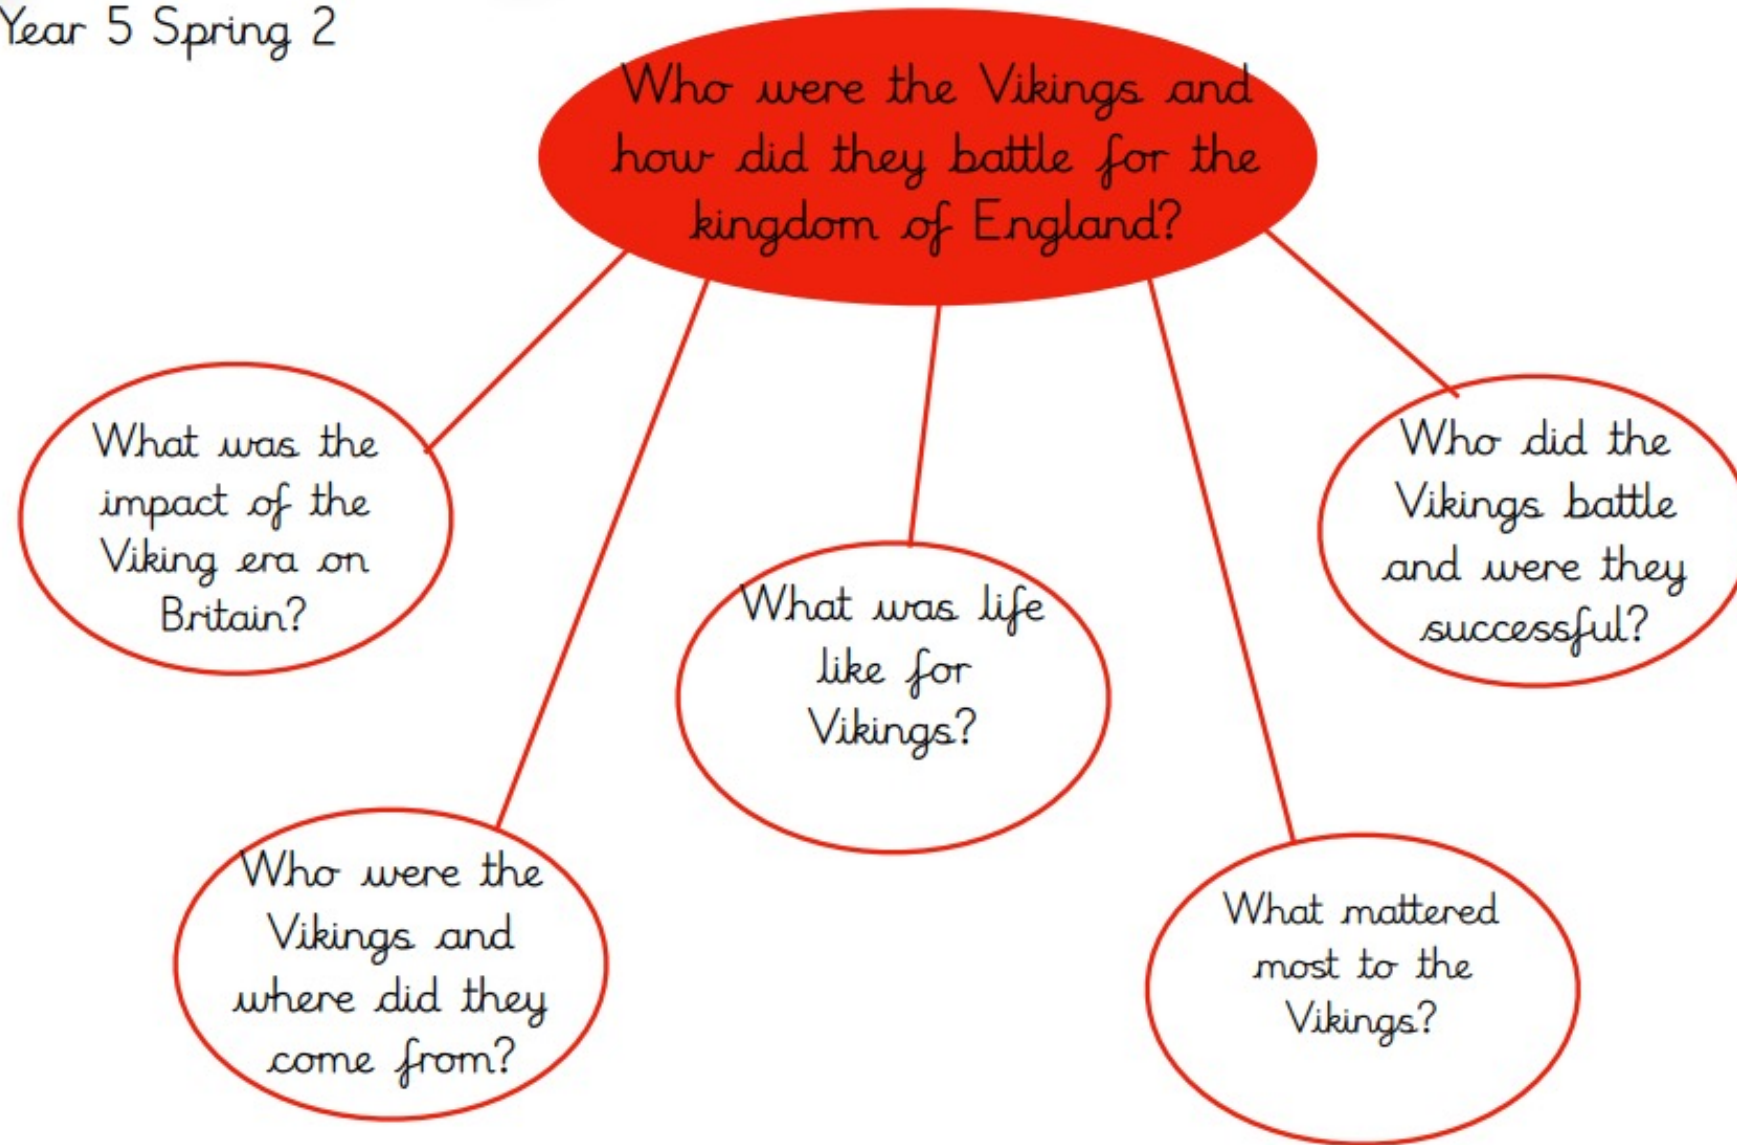 Year 5 Spring 2
Who were the Vikings and
how did they battle for the
kingdom of England?
What was the
impact of the
Viking era on
Britain?
Who were the
Vikings and
where did they
come from?
What was life
like for
Vikings?
What mattered
most to the
Vikings?
Who did the
Vikings battle
and were they
successful?